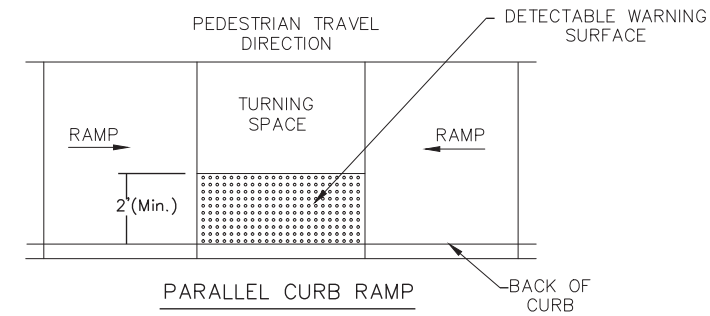 PEDESTRIAN TRAVEL
DIRECTION
DETECTABLE WARNING
SURFACE
TURNING
SPACE
RAMP
RAMP
2'(Min.)
PARALLEL CURB RAMP
BACK OF
CURB